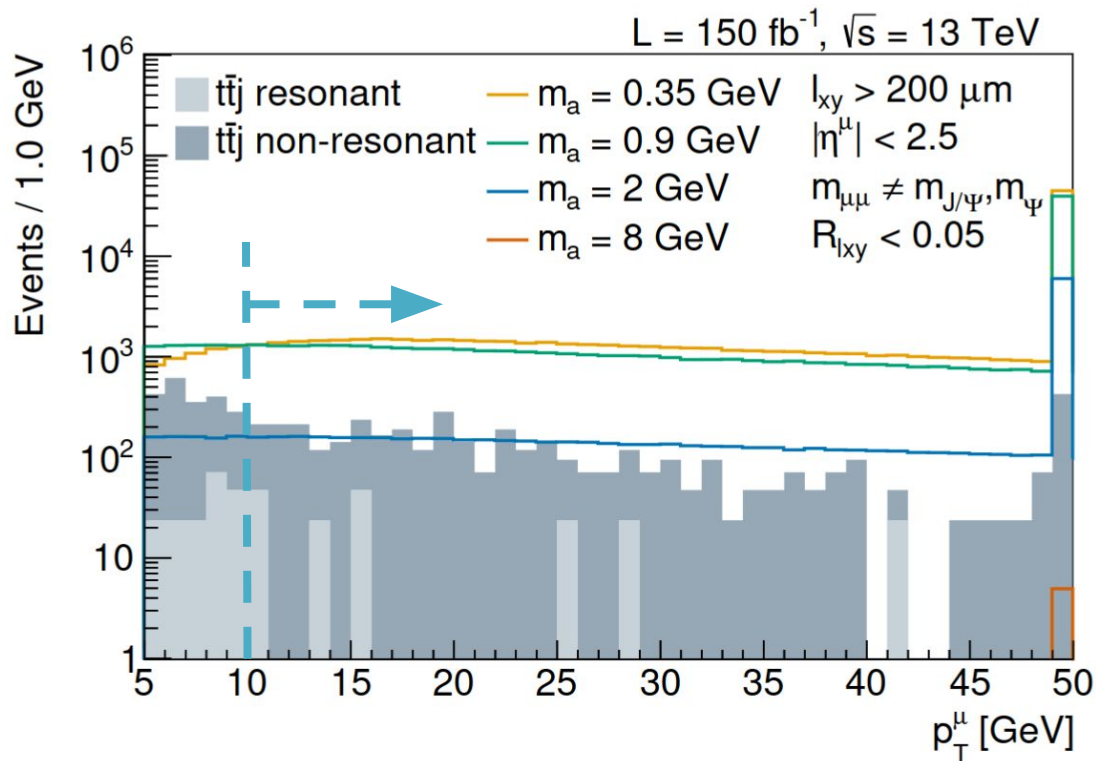 L = 150 fb⁻¹, √s = 13 TeV
Events / 1.0 GeV
10⁶
10⁵
10⁴
10³
10²
10
1
tt̄j resonant
tt̄j non-resonant
mₐ = 0.35 GeV
mₐ = 0.9 GeV
mₐ = 2 GeV
mₐ = 8 GeV
l_xy > 200 μm
|η^μ| < 2.5
m_μμ ≠ m_J/Ψ, m_Ψ
R_lxy < 0.05
5 10 15 20 25 30 35 40 45 50
p_T^μ [GeV]